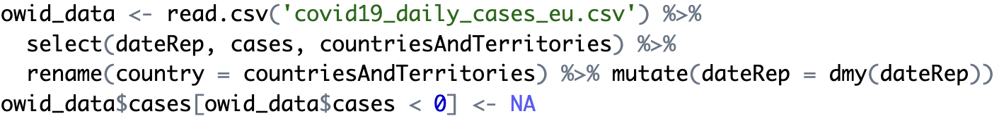 owid_data <- read.csv('covid19_daily_cases_eu.csv') %>%
  select(dateRep, cases, countriesAndTerritories) %>%
  rename(country = countriesAndTerritories) %>% mutate(dateRep = dmy(dateRep))
owid_data$cases[owid_data$cases < 0] <- NA